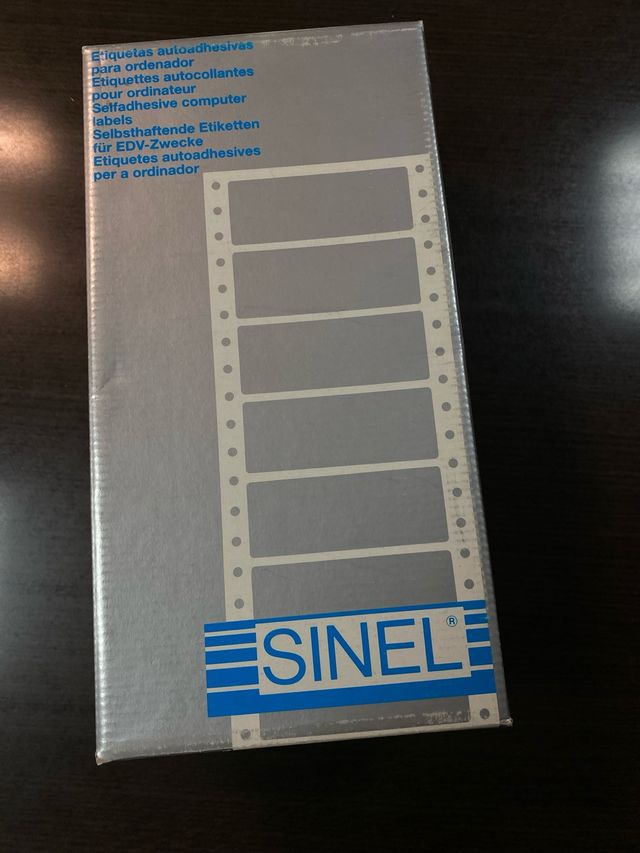 Etiquetas autoadhesivas
para ordenador
Etiquettes autocollantes
pour ordinateur
Selfadhesive computer
labels
Selbsthaftende Etiketten
für EDV-Zwecke
Etiquetes autoadhesives
per a ordinador
SINEL®